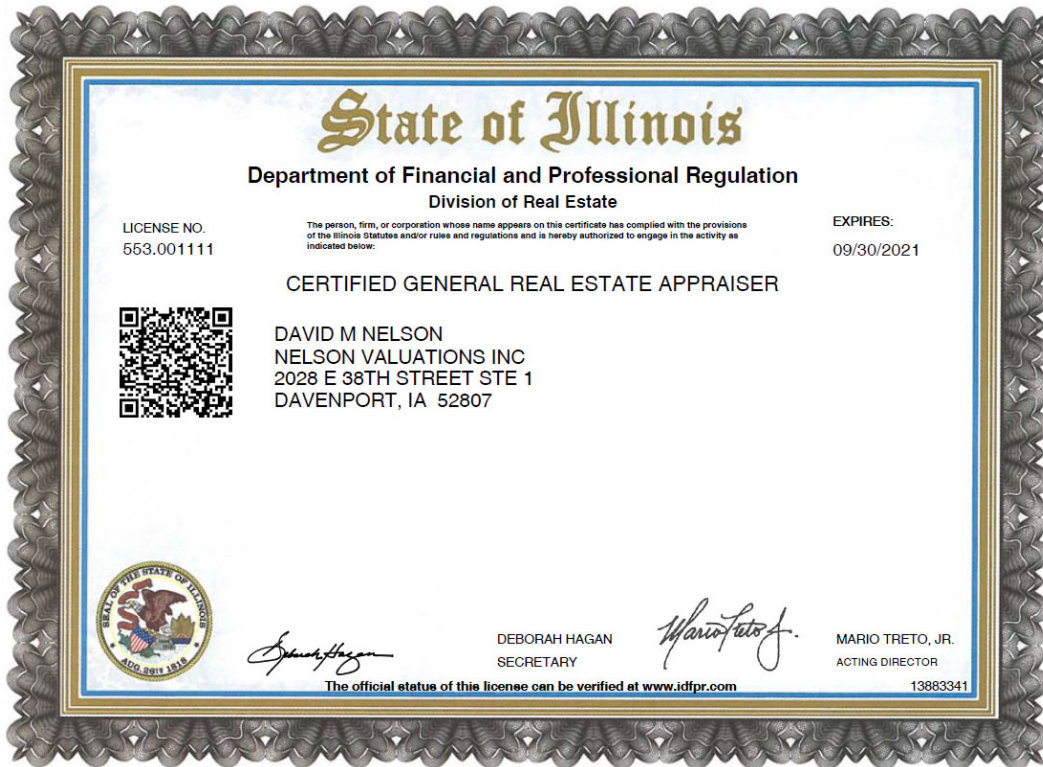 State of Illinois
Department of Financial and Professional Regulation
Division of Real Estate
LICENSE NO.
553.001111
The person, firm, or corporation whose name appears on this certificate has complied with the provisions
of the Illinois Statutes and/or rules and regulations and is hereby authorized to engage in the activity as
indicated below:
EXPIRES:
09/30/2021
CERTIFIED GENERAL REAL ESTATE APPRAISER
DAVID M NELSON
NELSON VALUATIONS INC
2028 E 38TH STREET STE 1
DAVENPORT, IA  52807
SEAL OF THE STATE OF ILLINOIS
AUG. 26TH 1818
Deborah Hagan
DEBORAH HAGAN
SECRETARY
Mario Treto Jr.
MARIO TRETO, JR.
ACTING DIRECTOR
The official status of this license can be verified at www.idfpr.com
13883341